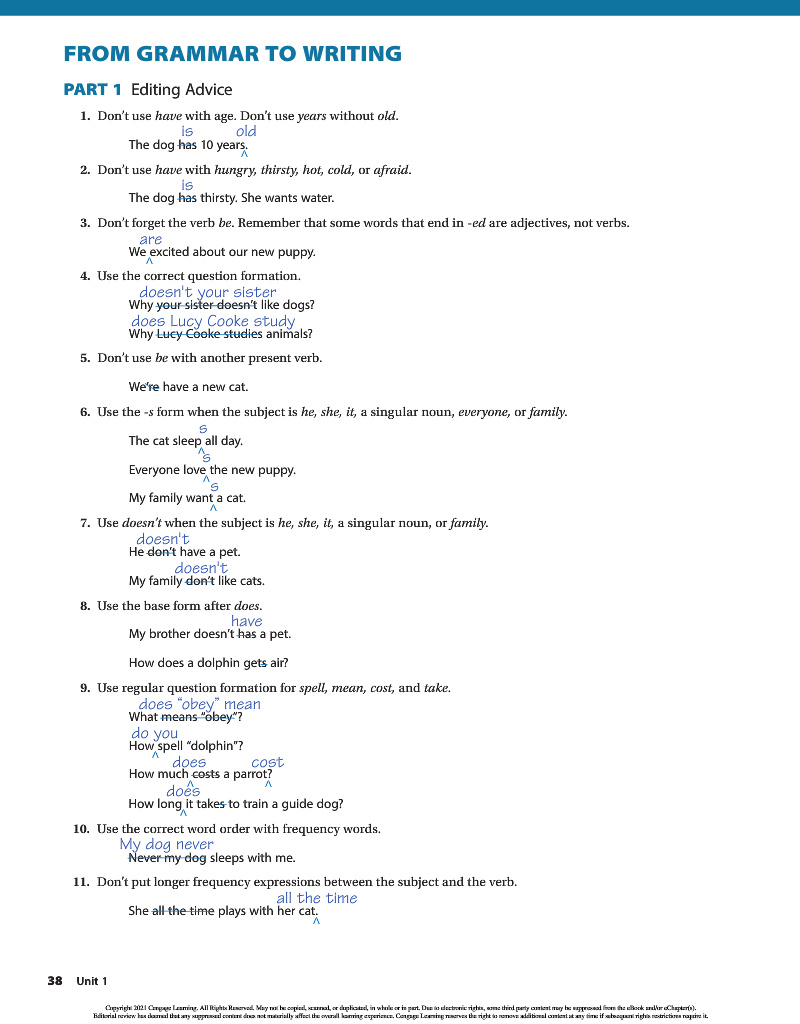 FROM GRAMMAR TO WRITING
PART 1 Editing Advice
1. Don't use have with age. Don't use years without old.
is old
The dog has 10 years.
^
2. Don't use have with hungry, thirsty, hot, cold, or afraid.
is
The dog has thirsty. She wants water.
3. Don't forget the verb be. Remember that some words that end in -ed are adjectives, not verbs.
are
We excited about our new puppy.
^
4. Use the correct question formation.
doesn't your sister
Why your sister doesn't like dogs?
does Lucy Cooke study
Why Lucy Cooke studies animals?
5. Don't use be with another present verb.
We're have a new cat.
6. Use the -s form when the subject is he, she, it, a singular noun, everyone, or family.
s
The cat sleep all day.
^ s
Everyone love the new puppy.
^ s
My family want a cat.
^
7. Use doesn't when the subject is he, she, it, a singular noun, or family.
doesn't
He don't have a pet.
doesn't
My family don't like cats.
8. Use the base form after does.
have
My brother doesn't has a pet.
How does a dolphin gets air?
9. Use regular question formation for spell, mean, cost, and take.
does "obey" mean
What means "obey"?
do you
How spell "dolphin"?
^ does cost
How much costs a parrot?
does ^ ^
How long it takes to train a guide dog?
^
10. Use the correct word order with frequency words.
My dog never
Never my dog sleeps with me.
11. Don't put longer frequency expressions between the subject and the verb.
all the time
She all the time plays with her cat.
^
38 Unit 1
Copyright 2021 Cengage Learning. All Rights Reserved. May not be copied, scanned, or duplicated, in whole or in part. Due to electronic rights, some third party content may be suppressed from the eBook and/or eChapter(s).
Editorial review has deemed that any suppressed content does not materially affect the overall learning experience. Cengage Learning reserves the right to remove additional content at any time if subsequent rights restrictions require it.